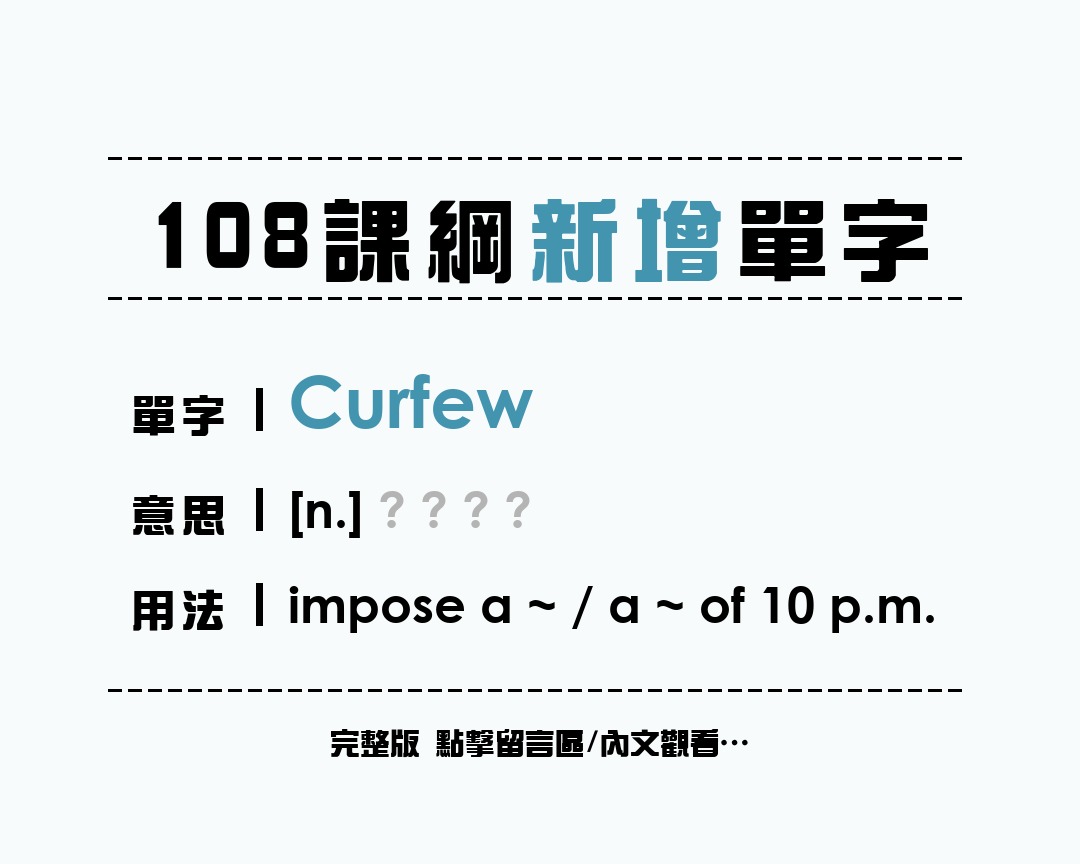 108課綱新增單字
單字 | Curfew
意思 | [n.] ????
用法 | impose a ~ / a ~ of 10 p.m.
完整版 點擊留言區/內文觀看…